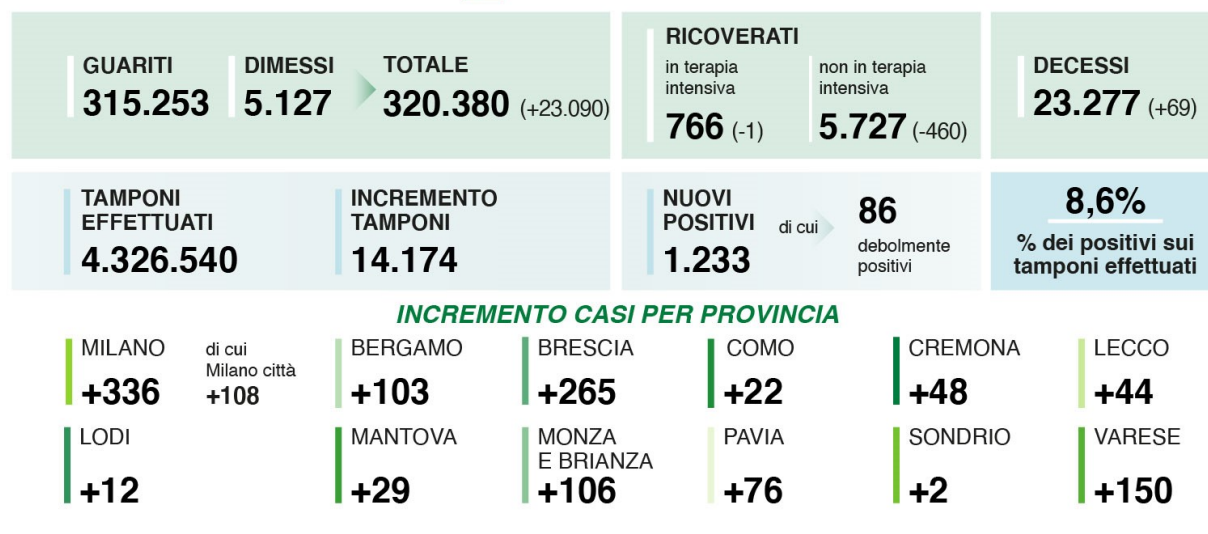 GUARITI
315.253
DIMESSI
5.127
TOTALE
320.380 (+23.090)
RICOVERATI
in terapia
intensiva
766 (-1)
non in terapia
intensiva
5.727 (-460)
DECESSI
23.277 (+69)
TAMPONI
EFFETTUATI
4.326.540
INCREMENTO
TAMPONI
14.174
NUOVI
POSITIVI
1.233
di cui
86
debolmente
positivi
8,6%
% dei positivi sui
tamponi effettuati
INCREMENTO CASI PER PROVINCIA
MILANO
+336
di cui
Milano città
+108
BERGAMO
+103
BRESCIA
+265
COMO
+22
CREMONA
+48
LECCO
+44
LODI
+12
MANTOVA
+29
MONZA
E BRIANZA
+106
PAVIA
+76
SONDRIO
+2
VARESE
+150